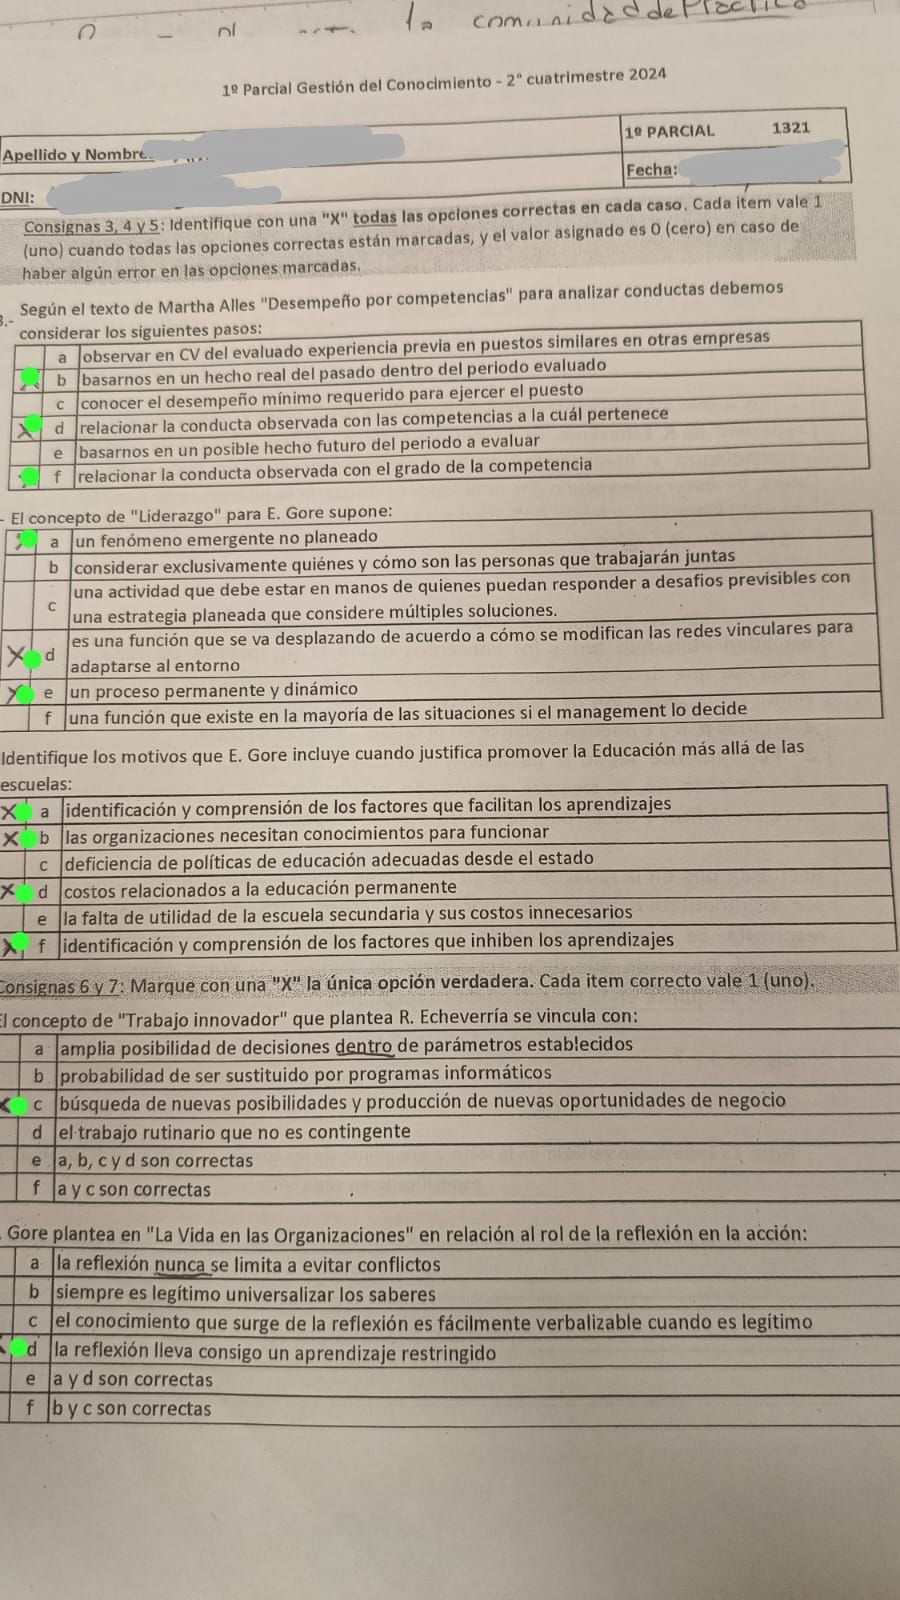 la comunidad de Practica
1º Parcial Gestión del Conocimiento - 2° cuatrimestre 2024
Apellido y Nombre:
1º PARCIAL 1321
Fecha:
DNI:
Consignas 3, 4 y 5: Identifique con una "X" todas las opciones correctas en cada caso. Cada item vale 1
(uno) cuando todas las opciones correctas están marcadas, y el valor asignado es 0 (cero) en caso de
haber algún error en las opciones marcadas.
3.- Según el texto de Martha Alles "Desempeño por competencias" para analizar conductas debemos
considerar los siguientes pasos:
a observar en CV del evaluado experiencia previa en puestos similares en otras empresas
b basarnos en un hecho real del pasado dentro del periodo evaluado
c conocer el desempeño mínimo requerido para ejercer el puesto
X d relacionar la conducta observada con las competencias a la cuál pertenece
e basarnos en un posible hecho futuro del periodo a evaluar
f relacionar la conducta observada con el grado de la competencia
- El concepto de "Liderazgo" para E. Gore supone:
a un fenómeno emergente no planeado
b considerar exclusivamente quiénes y cómo son las personas que trabajarán juntas
una actividad que debe estar en manos de quienes puedan responder a desafios previsibles con
c una estrategia planeada que considere múltiples soluciones.
es una función que se va desplazando de acuerdo a cómo se modifican las redes vinculares para
X d adaptarse al entorno
X e un proceso permanente y dinámico
f una función que existe en la mayoría de las situaciones si el management lo decide
Identifique los motivos que E. Gore incluye cuando justifica promover la Educación más allá de las
escuelas:
X a identificación y comprensión de los factores que facilitan los aprendizajes
X b las organizaciones necesitan conocimientos para funcionar
c deficiencia de políticas de educación adecuadas desde el estado
X d costos relacionados a la educación permanente
e la falta de utilidad de la escuela secundaria y sus costos innecesarios
X f identificación y comprensión de los factores que inhiben los aprendizajes
Consignas 6 y 7: Marque con una "X" la única opción verdadera. Cada item correcto vale 1 (uno).
El concepto de "Trabajo innovador" que plantea R. Echeverría se vincula con:
a amplia posibilidad de decisiones dentro de parámetros establecidos
b probabilidad de ser sustituido por programas informáticos
X c búsqueda de nuevas posibilidades y producción de nuevas oportunidades de negocio
d el trabajo rutinario que no es contingente
e a, b, c y d son correctas
f a y c son correctas
Gore plantea en "La Vida en las Organizaciones" en relación al rol de la reflexión en la acción:
a la reflexión nunca se limita a evitar conflictos
b siempre es legítimo universalizar los saberes
c el conocimiento que surge de la reflexión es fácilmente verbalizable cuando es legítimo
d la reflexión lleva consigo un aprendizaje restringido
e a y d son correctas
f b y c son correctas